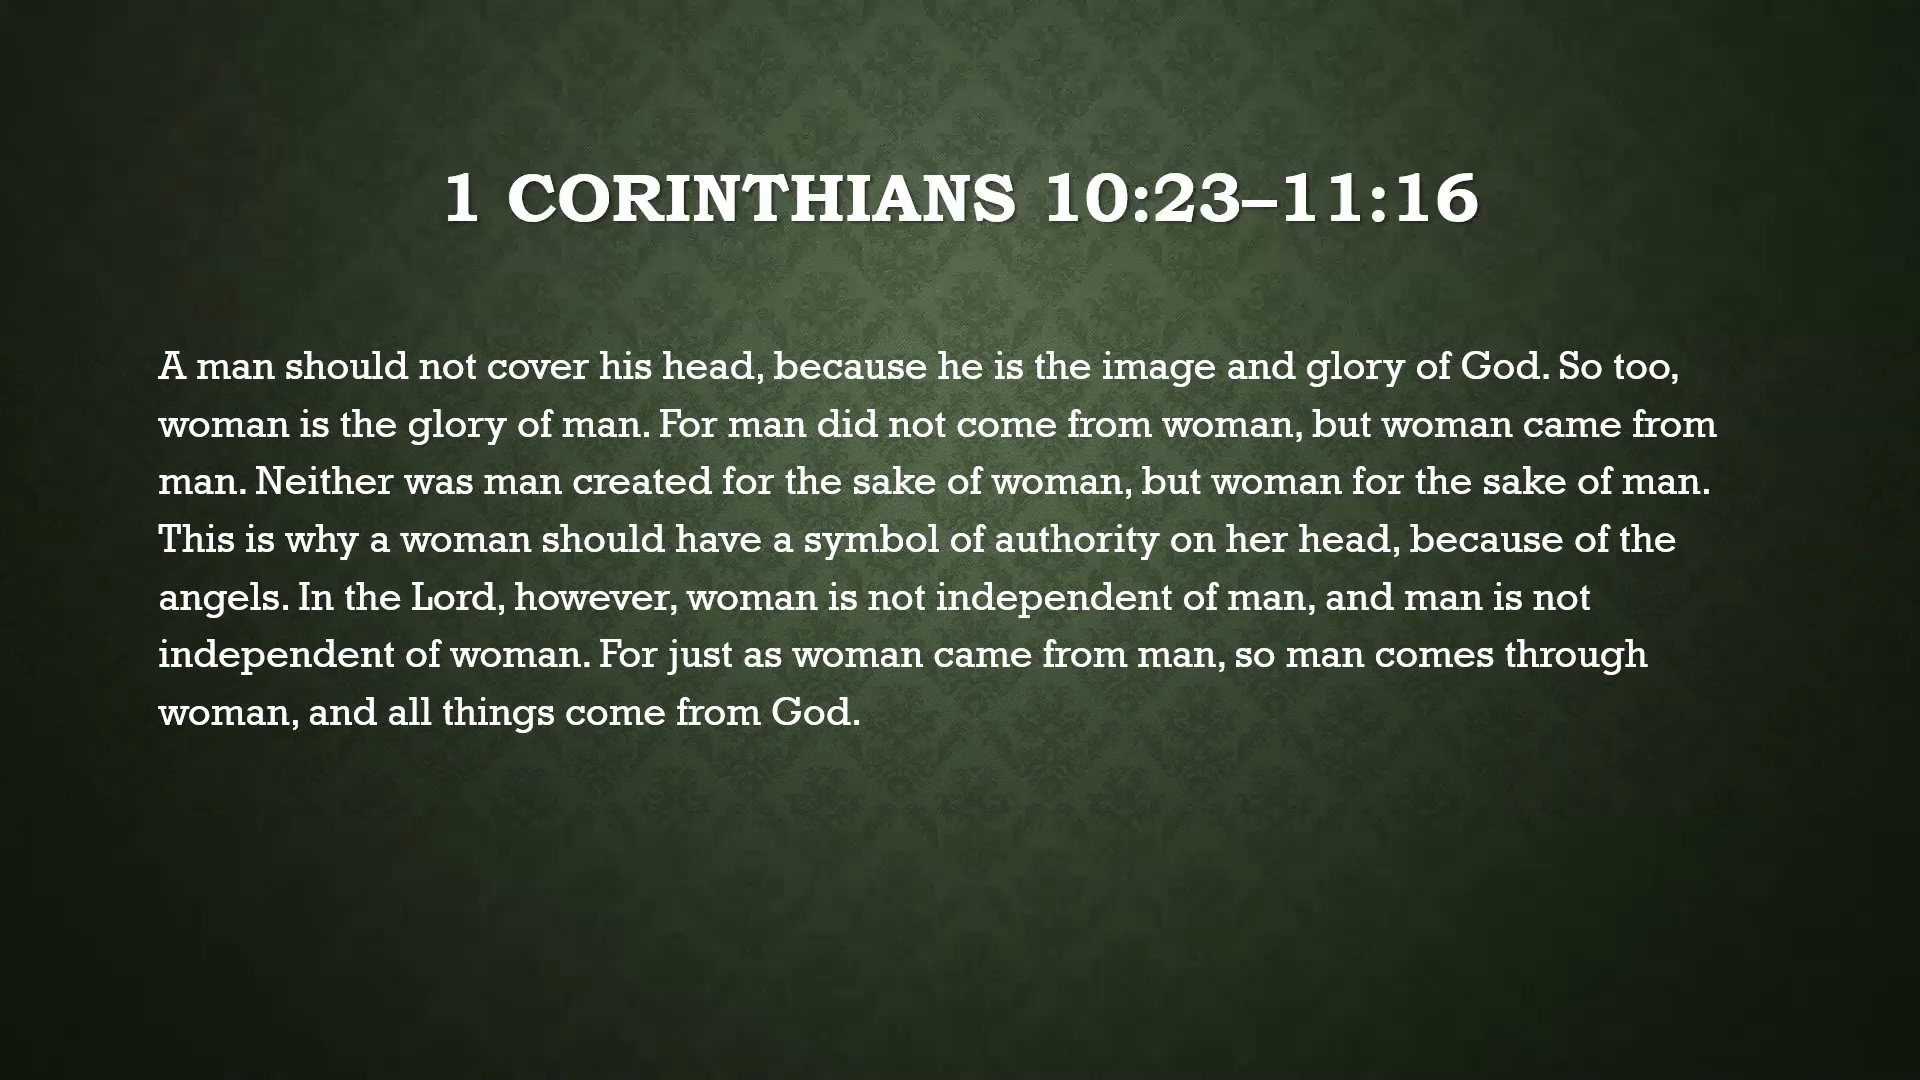 1 CORINTHIANS 10:23–11:16
A man should not cover his head, because he is the image and glory of God. So too,
woman is the glory of man. For man did not come from woman, but woman came from
man. Neither was man created for the sake of woman, but woman for the sake of man.
This is why a woman should have a symbol of authority on her head, because of the
angels. In the Lord, however, woman is not independent of man, and man is not
independent of woman. For just as woman came from man, so man comes through
woman, and all things come from God.